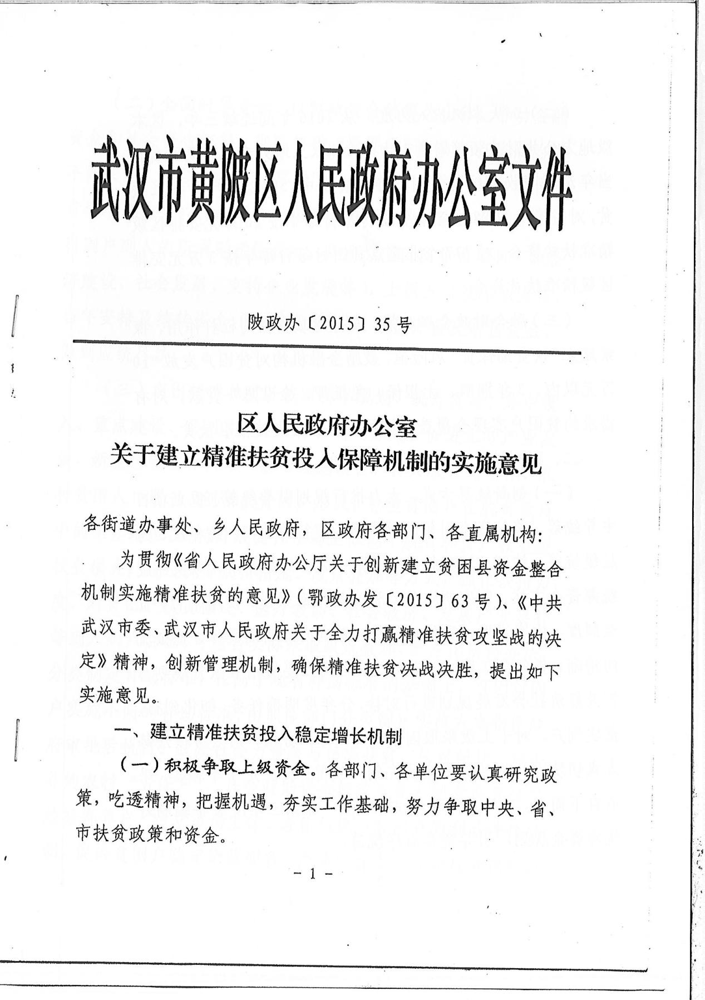 武汉市黄陂区人民政府办公室文件
陂政办〔2015〕35号
区人民政府办公室
关于建立精准扶贫投入保障机制的实施意见
各街道办事处、乡人民政府，区政府各部门、各直属机构：
为贯彻《省人民政府办公厅关于创新建立贫困县资金整合
机制实施精准扶贫的意见》（鄂政办发〔2015〕63号）、《中共
武汉市委、武汉市人民政府关于全力打赢精准扶贫攻坚战的决
定》精神，创新管理机制，确保精准扶贫决战决胜，提出如下
实施意见。
一、建立精准扶贫投入稳定增长机制
（一）积极争取上级资金。各部门、各单位要认真研究政
策，吃透精神，把握机遇，夯实工作基础，努力争取中央、省、
市扶贫政策和资金。
- 1 -